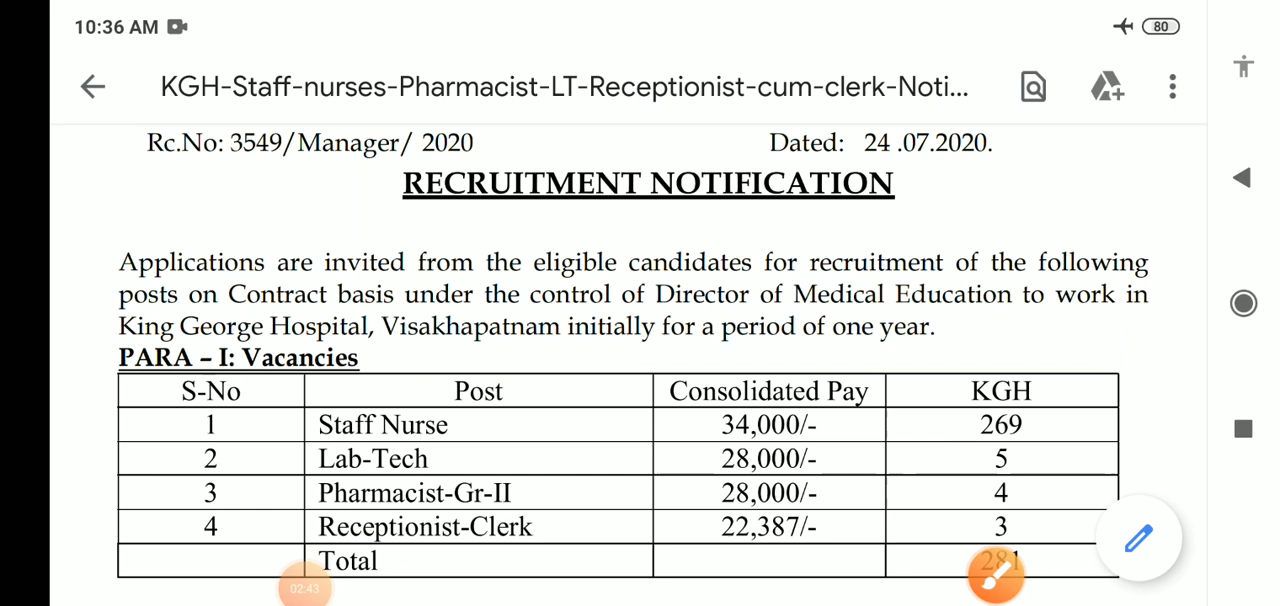 10:36 AM 80
KGH-Staff-nurses-Pharmacist-LT-Receptionist-cum-clerk-Noti...
Rc.No: 3549/Manager/ 2020 Dated: 24 .07.2020.
RECRUITMENT NOTIFICATION
Applications are invited from the eligible candidates for recruitment of the following
posts on Contract basis under the control of Director of Medical Education to work in
King George Hospital, Visakhapatnam initially for a period of one year.
PARA – I: Vacancies
S-No Post Consolidated Pay KGH
1 Staff Nurse 34,000/- 269
2 Lab-Tech 28,000/- 5
3 Pharmacist-Gr-II 28,000/- 4
4 Receptionist-Clerk 22,387/- 3
Total 281
02:43